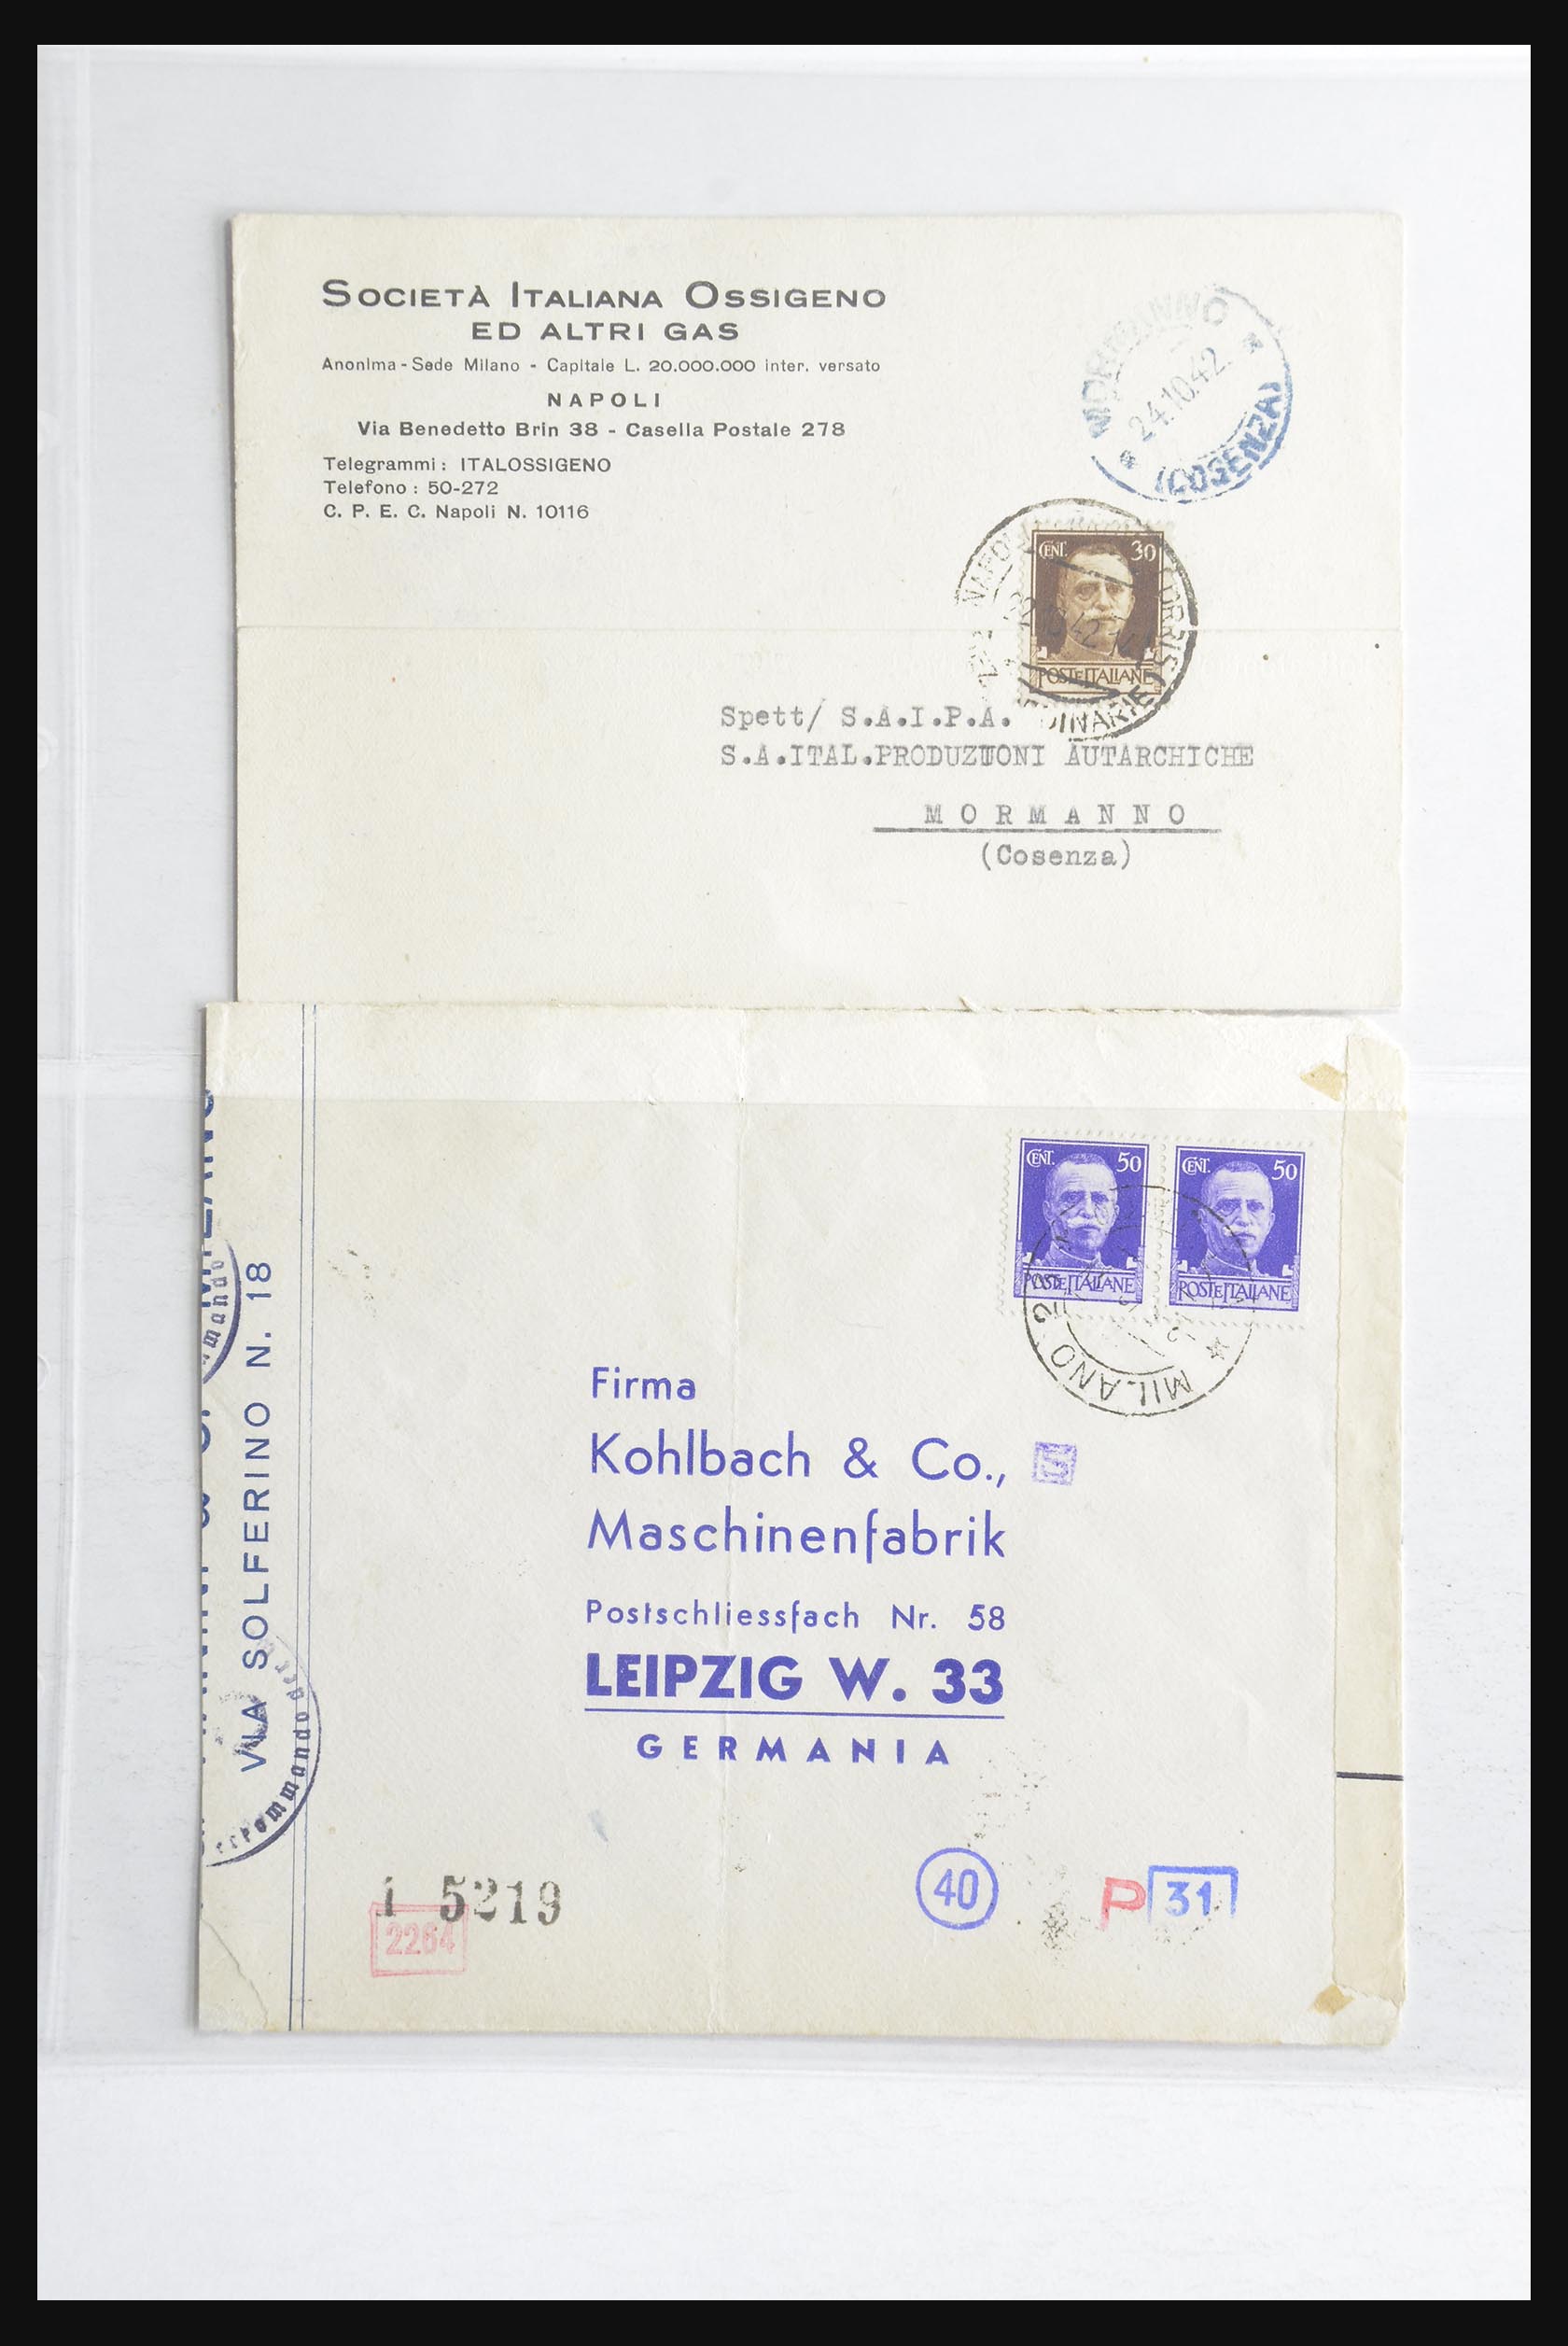 SOCIETÀ ITALIANA OSSIGENO
ED ALTRI GAS
Anonima - Sede Milano - Capitale L. 20.000.000 inter. versato
NAPOLI
Via Benedetto Brin 38 - Casella Postale 278
Telegrammi : ITALOSSIGENO
Telefono : 50-272
C. P. E. C. Napoli N. 10116
MORMANNO
24.10.42.
(COSENZA)
CENT. 30
POSTE ITALIANE
NAPOLI
Spett/ S.A.I.P.A.
S.A.ITAL.PRODUZIONI AUTARCHICHE
MORMANNO
(Cosenza)
CENT. 50
POSTE ITALIANE
CENT. 50
POSTE ITALIANE
MILANO
MILANO
VIA SOLFERINO N. 18
Firma
Kohlbach & Co.,
Maschinenfabrik
Postschliessfach Nr. 58
LEIPZIG W. 33
GERMANIA
1 5219
2264
40
P 31